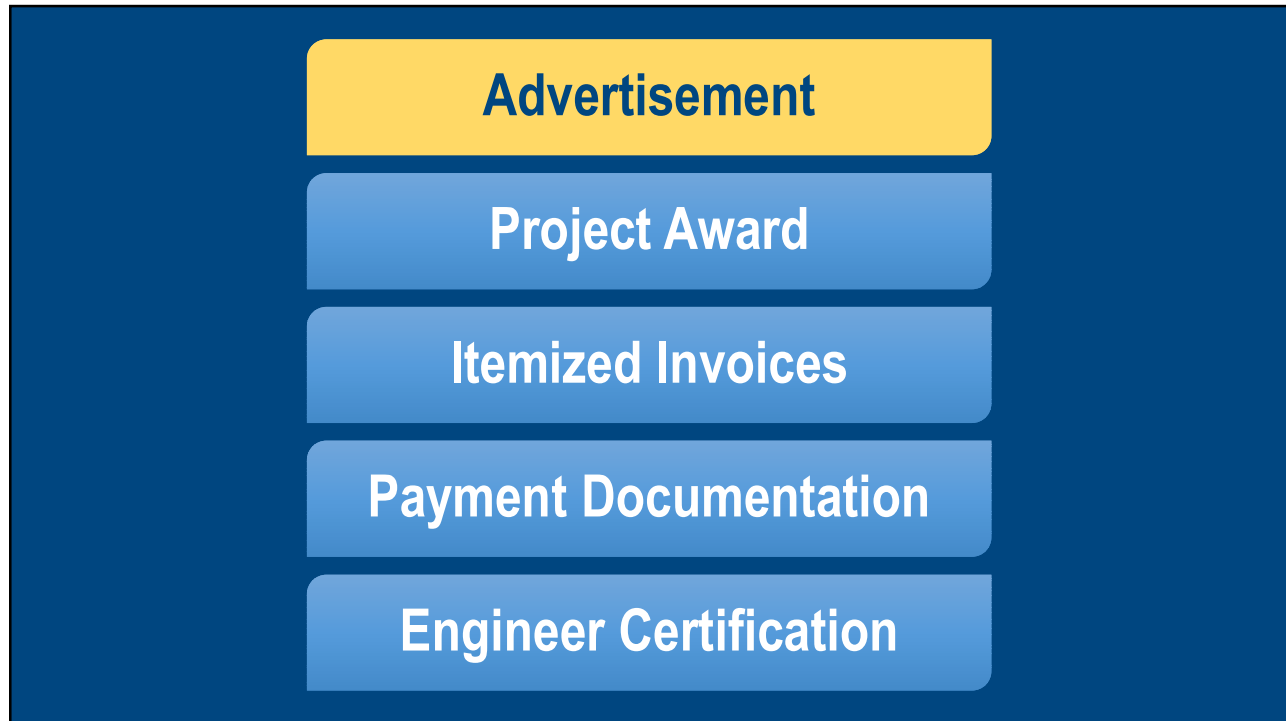 Advertisement
Project Award
Itemized Invoices
Payment Documentation
Engineer Certification